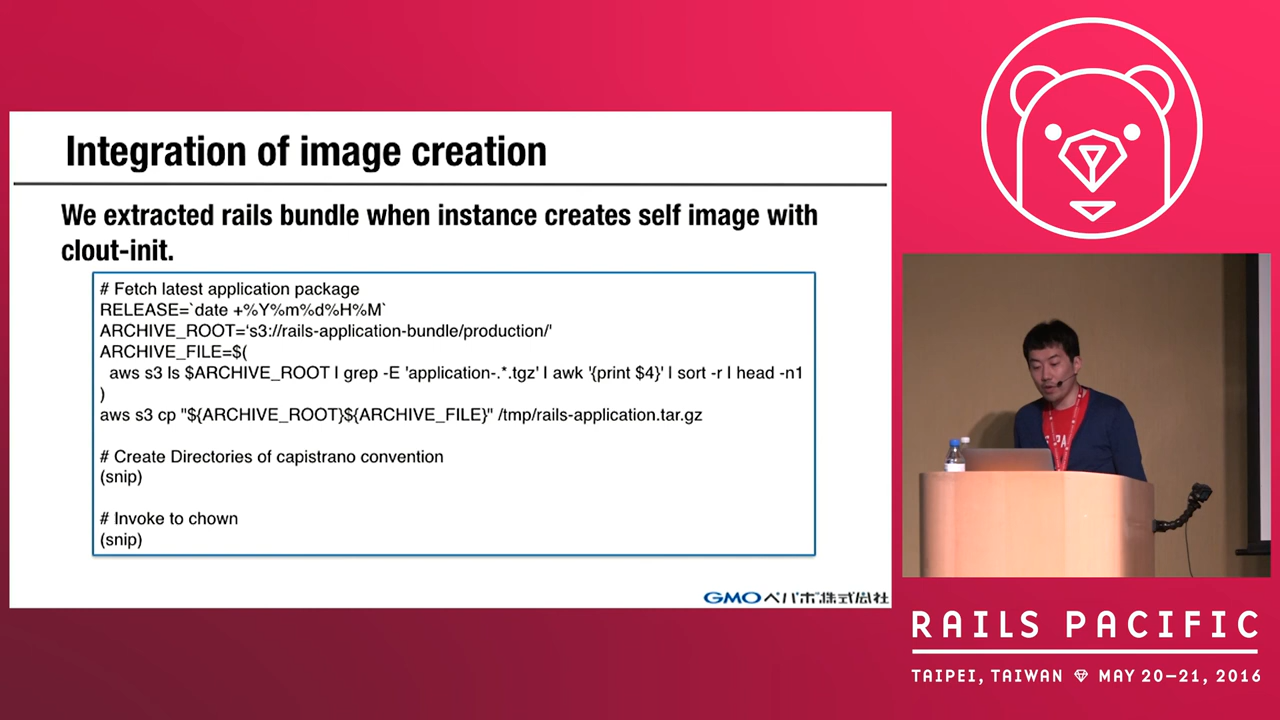 Integration of image creation
We extracted rails bundle when instance creates self image with
clout-init.
# Fetch latest application package
RELEASE=`date +%Y%m%d%H%M`
ARCHIVE_ROOT=‘s3://rails-application-bundle/production/'
ARCHIVE_FILE=$(
aws s3 ls $ARCHIVE_ROOT | grep -E 'application-.*.tgz' | awk '{print $4}' | sort -r | head -n1
)
aws s3 cp "${ARCHIVE_ROOT}${ARCHIVE_FILE}" /tmp/rails-application.tar.gz
# Create Directories of capistrano convention
(snip)
# Invoke to chown
(snip)
GMOペパボ株式会社
RAILS PACIFIC
TAIPEI, TAIWAN MAY 20–21, 2016